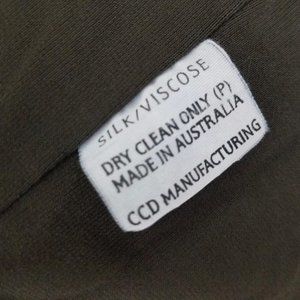 SILK/VISCOSE
DRY CLEAN ONLY (P)
MADE IN AUSTRALIA
CCD MANUFACTURING